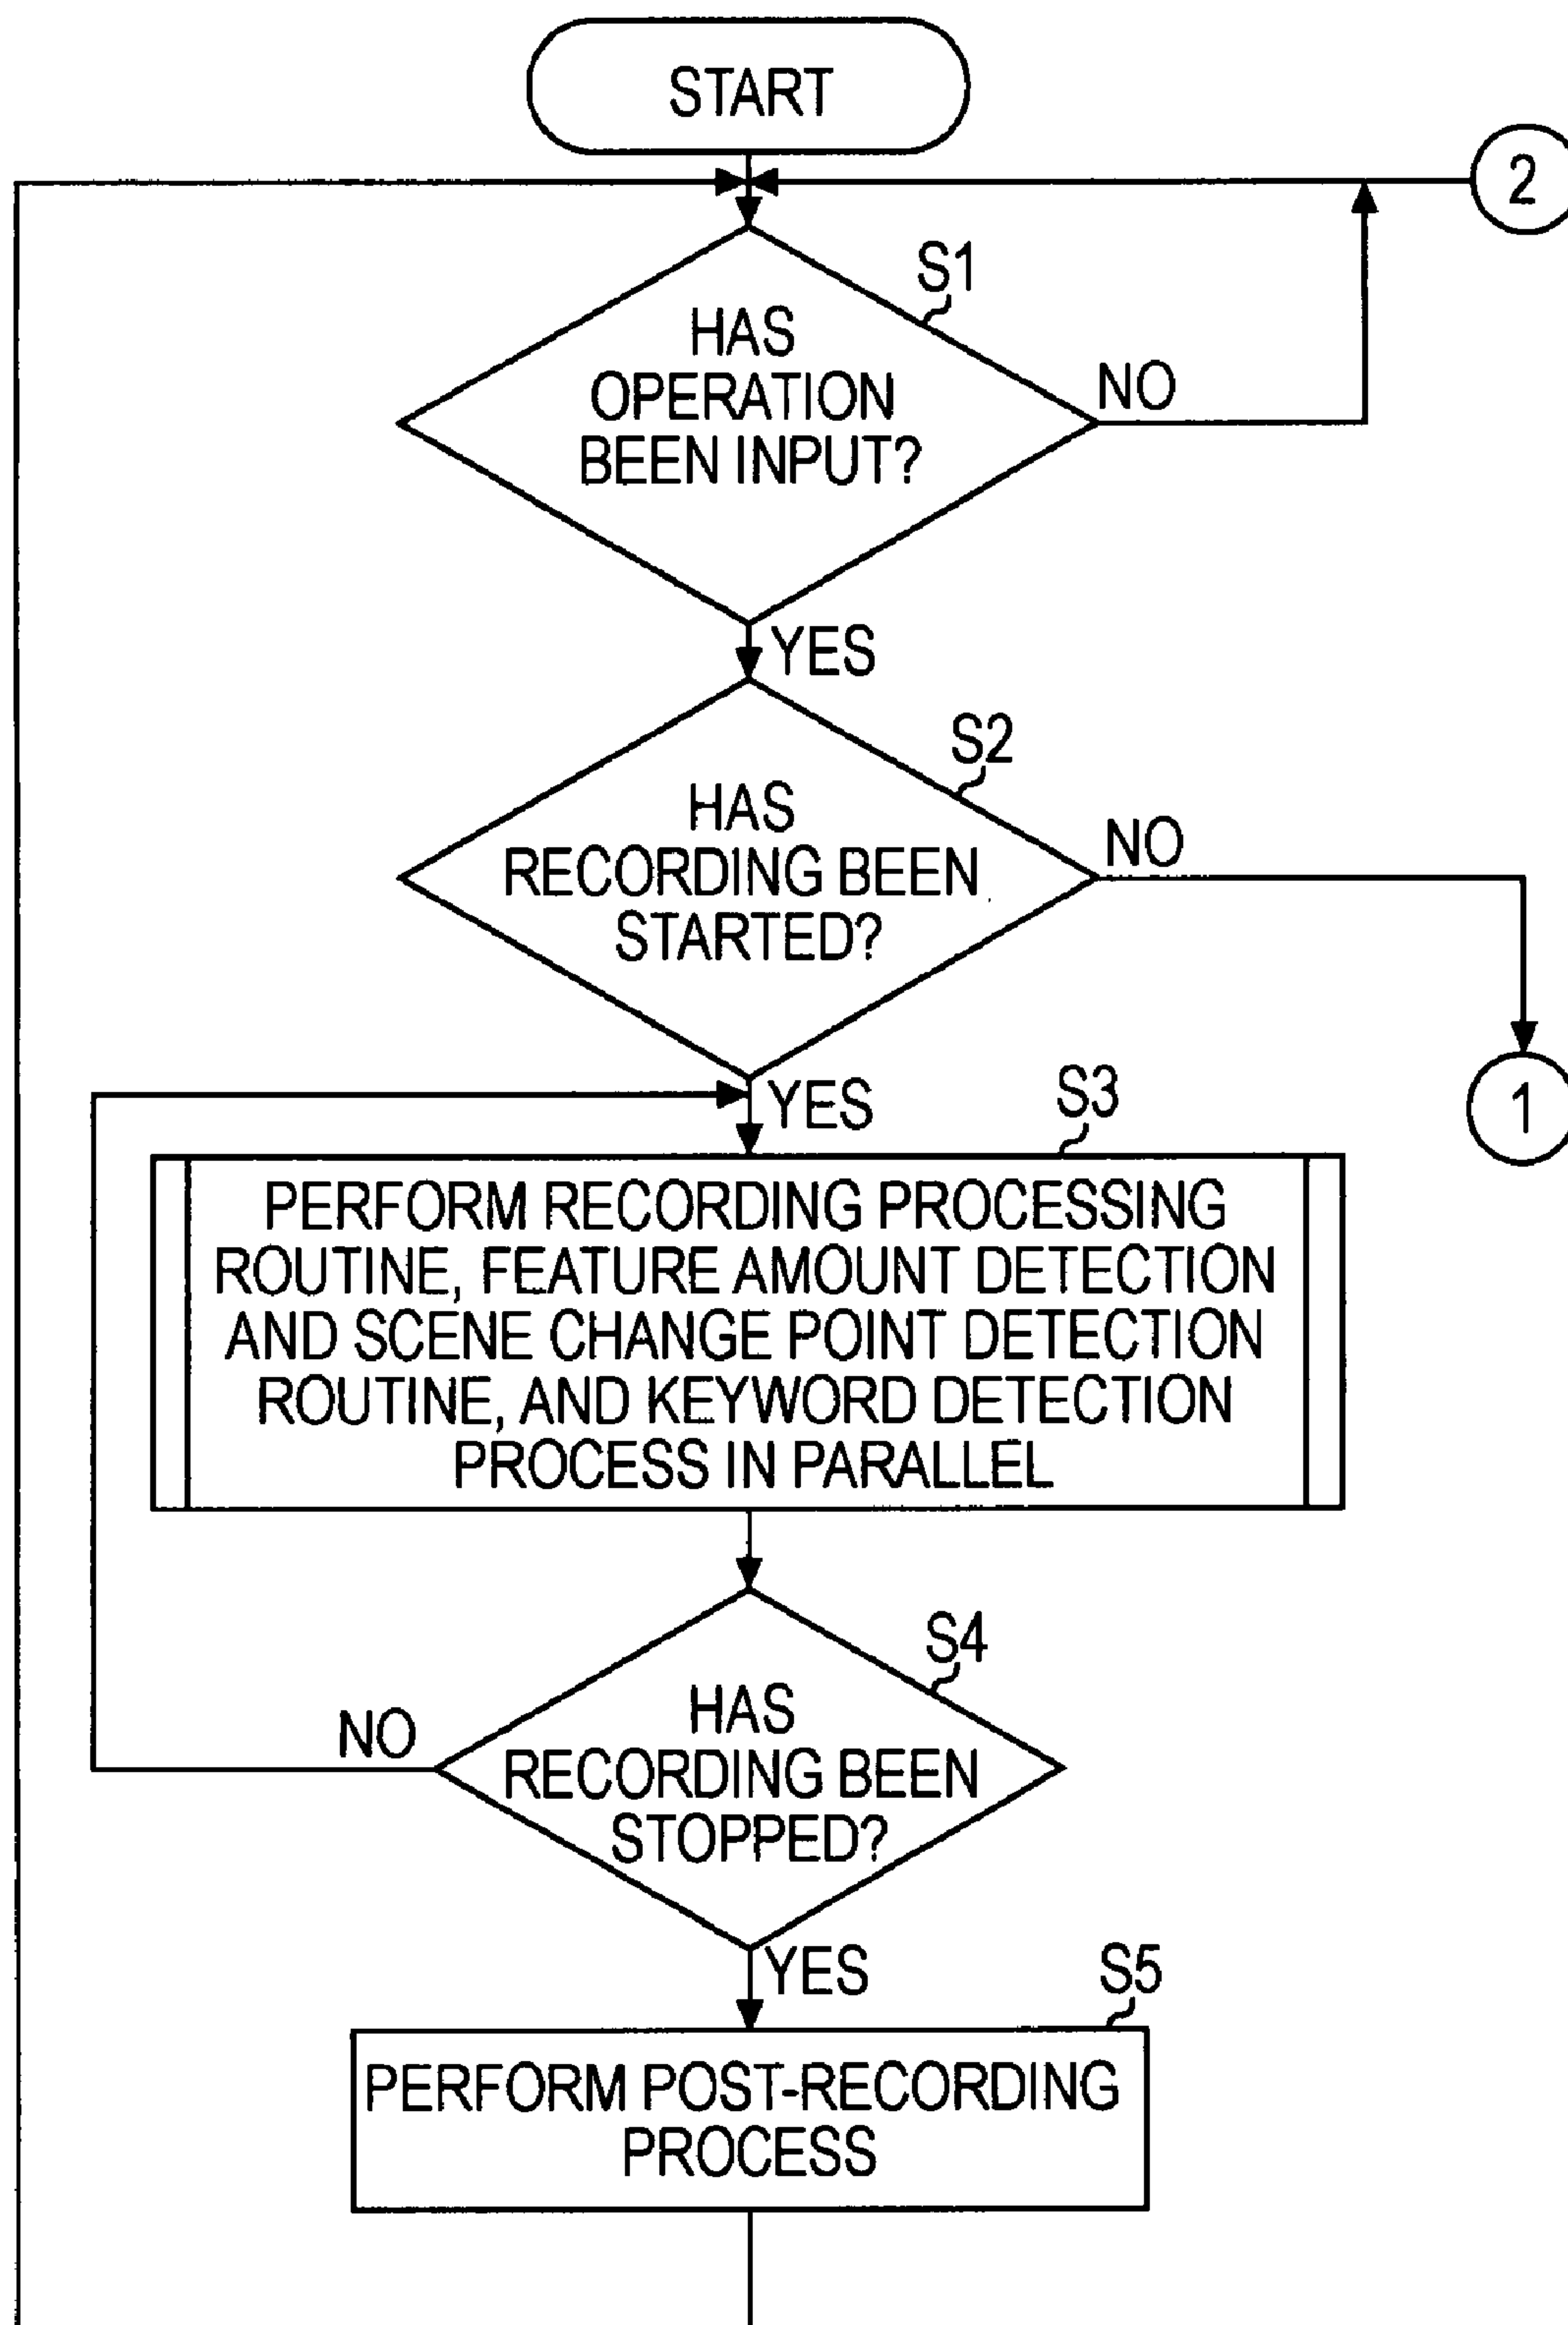 START
2
S1
HAS
OPERATION
BEEN INPUT?
NO
YES
S2
HAS
RECORDING BEEN
STARTED?
NO
YES
1
S3
PERFORM RECORDING PROCESSING
ROUTINE, FEATURE AMOUNT DETECTION
AND SCENE CHANGE POINT DETECTION
ROUTINE, AND KEYWORD DETECTION
PROCESS IN PARALLEL
S4
HAS
RECORDING BEEN
STOPPED?
NO
YES
S5
PERFORM POST-RECORDING
PROCESS